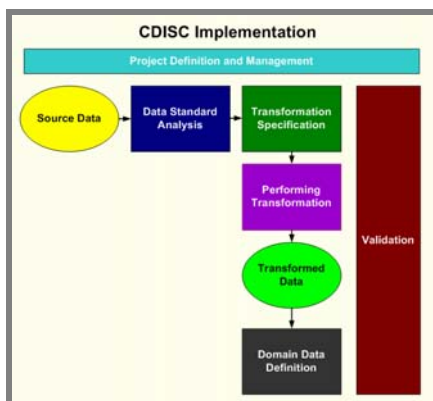 CDISC Implementation
Project Definition and Management
Source Data
Data Standard
Analysis
Transformation
Specification
Performing
Transformation
Validation
Transformed
Data
Domain Data
Definition